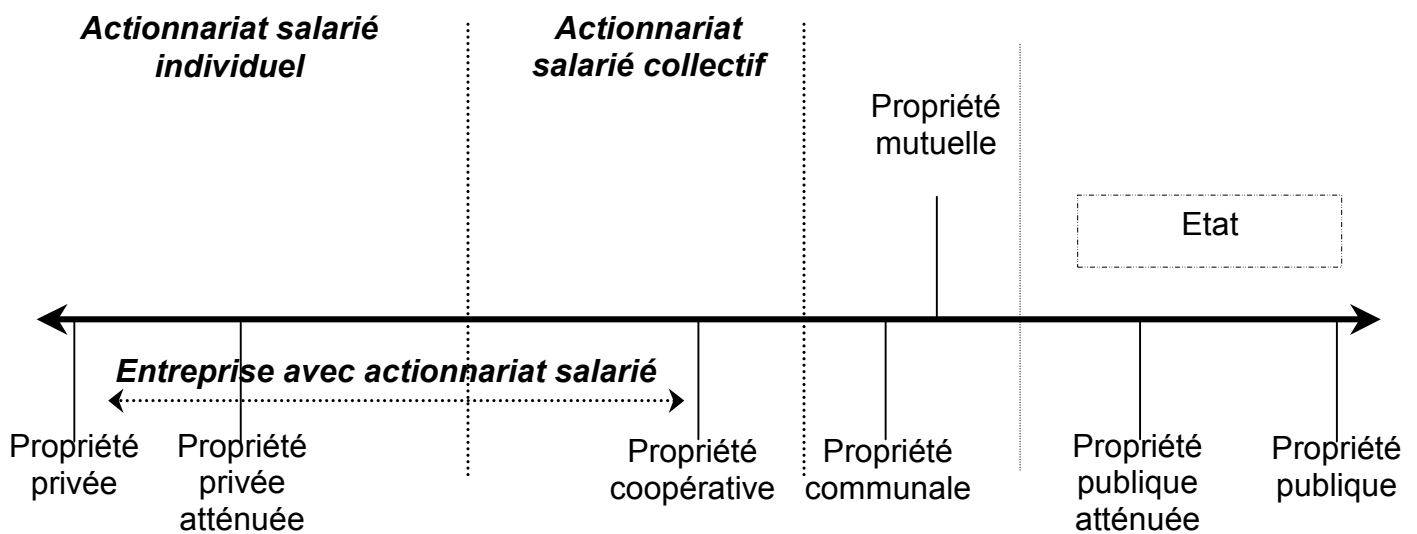 Actionnariat salarié
individuel
Actionnariat
salarié collectif
Propriété
mutuelle
Etat
Entreprise avec actionnariat salarié
Propriété
privée
Propriété
privée
atténuée
Propriété
coopérative
Propriété
communale
Propriété
publique
atténuée
Propriété
publique